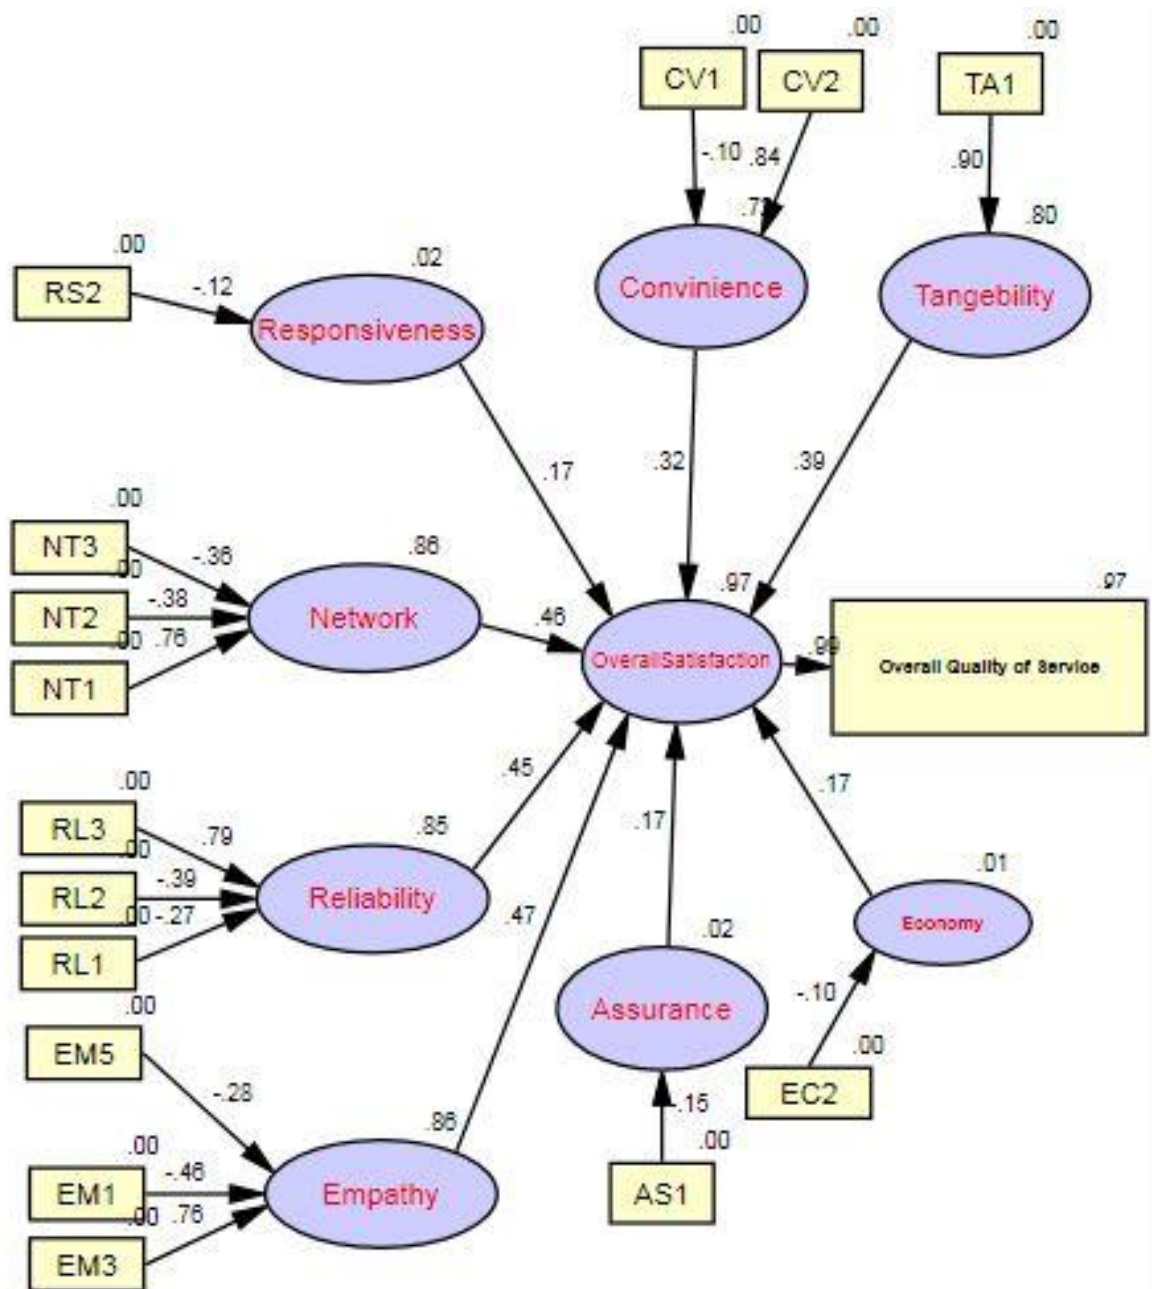 .00
.00
.00
CV1
CV2
TA1
-.10
.84
.90
.80
Convinience
Tangebility
.00
RS2
-.12
.02
Responsiveness
.17
.32
.39
.00
NT3
-.36
.00
NT2
-.38
.00
.76
NT1
.86
Network
.46
.97
OverallSatisfaction
.99
.97
Overall Quality of Service
.00
RL3
.79
.00
RL2
-.39
.00
-.27
RL1
.85
Reliability
.45
.47
.17
.17
.01
Economy
-.10
.00
EC2
.02
Assurance
-.15
.00
AS1
.00
EM5
-.28
.00
EM1
-.46
.00
.76
EM3
.86
Empathy